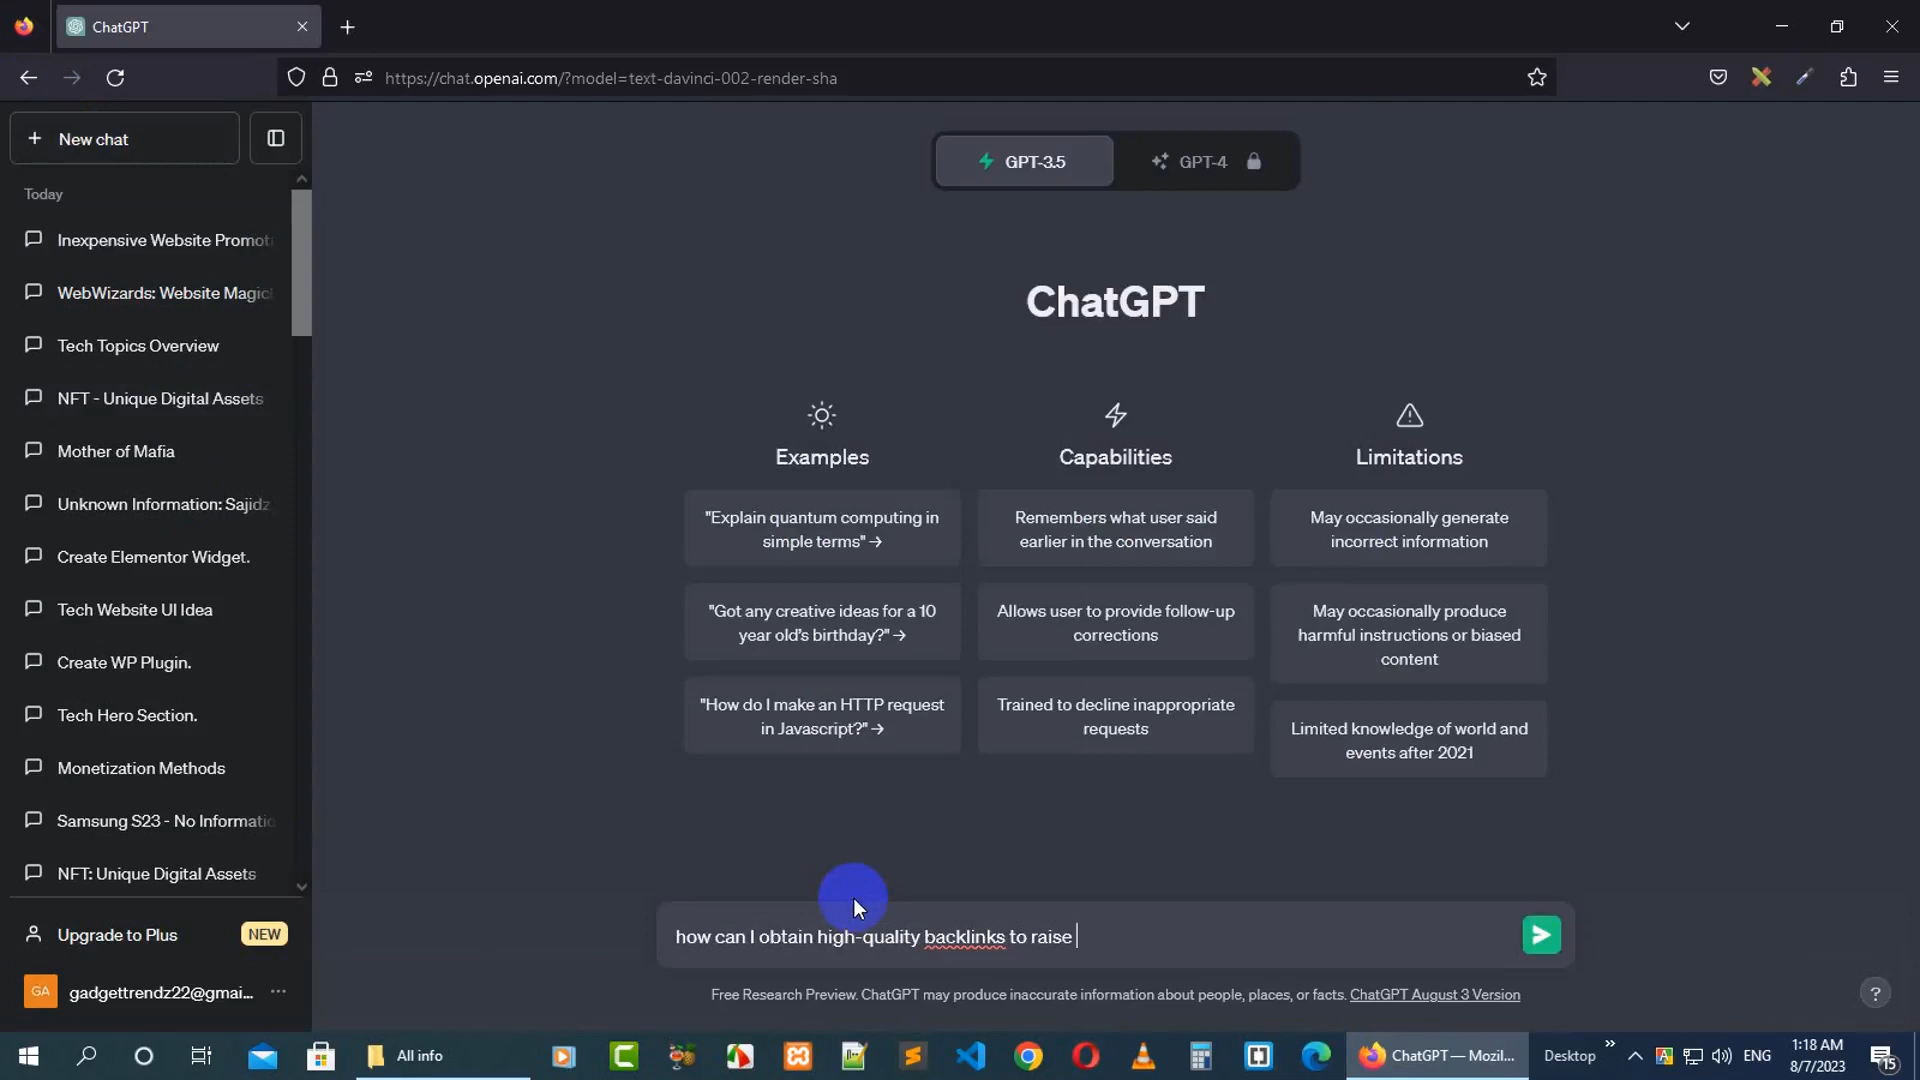 ChatGPT
https://chat.openai.com/?model=text-davinci-002-render-sha
New chat
Today
Inexpensive Website Promot
WebWizards: Website Magic
Tech Topics Overview
NFT - Unique Digital Assets
Mother of Mafia
Unknown Information: Sajidz
Create Elementor Widget.
Tech Website UI Idea
Create WP Plugin.
Tech Hero Section.
Monetization Methods
Samsung S23 - No Informatio
NFT: Unique Digital Assets
Upgrade to Plus
NEW
GA
gadgettrendz22@gmai...
GPT-3.5
GPT-4
ChatGPT
Examples
"Explain quantum computing in
simple terms" →
"Got any creative ideas for a 10
year old's birthday?" →
"How do I make an HTTP request
in Javascript?" →
Capabilities
Remembers what user said
earlier in the conversation
Allows user to provide follow-up
corrections
Trained to decline inappropriate
requests
Limitations
May occasionally generate
incorrect information
May occasionally produce
harmful instructions or biased
content
Limited knowledge of world and
events after 2021
how can I obtain high-quality backlinks to raise
Free Research Preview. ChatGPT may produce inaccurate information about people, places, or facts. ChatGPT August 3 Version
?
All info
ChatGPT — Mozil...
Desktop
ENG
1:18 AM
8/7/2023
15